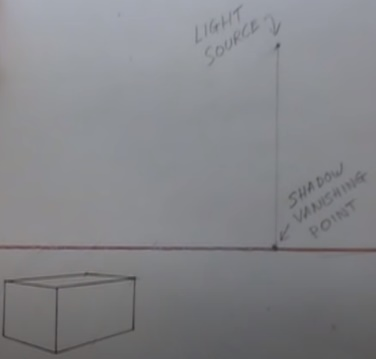 LIGHT
SOURCE
SHADOW
VANISHING
POINT